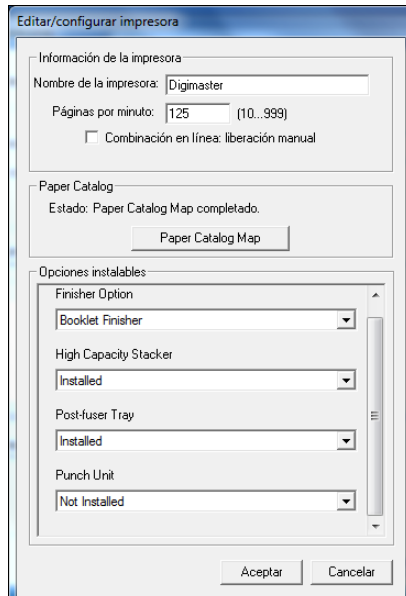 Editar/configurar impresora
Información de la impresora
Nombre de la impresora: Digimaster
Páginas por minuto: 125 (10...999)
Combinación en línea: liberación manual
Paper Catalog
Estado: Paper Catalog Map completado.
Paper Catalog Map
Opciones instalables
Finisher Option
Booklet Finisher
High Capacity Stacker
Installed
Post-fuser Tray
Installed
Punch Unit
Not Installed
Aceptar Cancelar